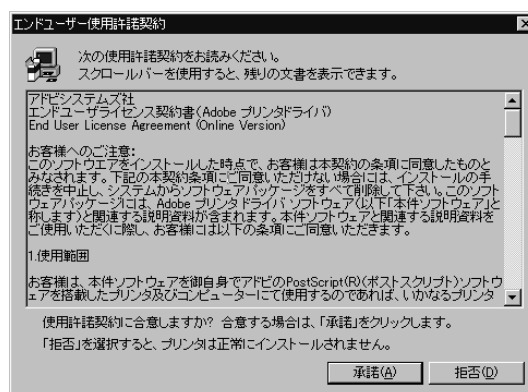 エンドユーザー使用許諾契約
次の使用許諾契約をお読みください。
スクロールバーを使用すると、残りの文書を表示できます。
アドビシステムズ社
エンドユーザライセンス契約書(Adobe プリンタドライバ)
End User License Agreement (Online Version)
お客様へのご注意:
このソフトウエアをインストールした時点で、お客様は本契約の条項に同意したものと
みなされます。下記の本契約条項にご同意いただけない場合には、インストールの手
続きを中止し、システムからソフトウェアパッケージをすべて削除して下さい。このソフト
ウェアパッケージには、Adobe プリンタドライバ ソフトウェア(以下「本件ソフトウェア」と
称します)と関連する説明資料が含まれます。本件ソフトウェアと関連する説明資料を
ご使用いただくに際し、お客様には以下の条項にご同意いただきます。
1.使用範囲
お客様は、本件ソフトウェアを御自身でアドビのPostScript(R)(ポストスクリプト)ソフトウ
ェアを搭載したプリンタ及びコンピューターにて使用するのであれば、いかなるプリンタ
使用許諾契約に合意しますか? 合意する場合は、「承諾」をクリックします。
「拒否」を選択すると、プリンタは正常にインストールされません。
承諾(A)
拒否(D)